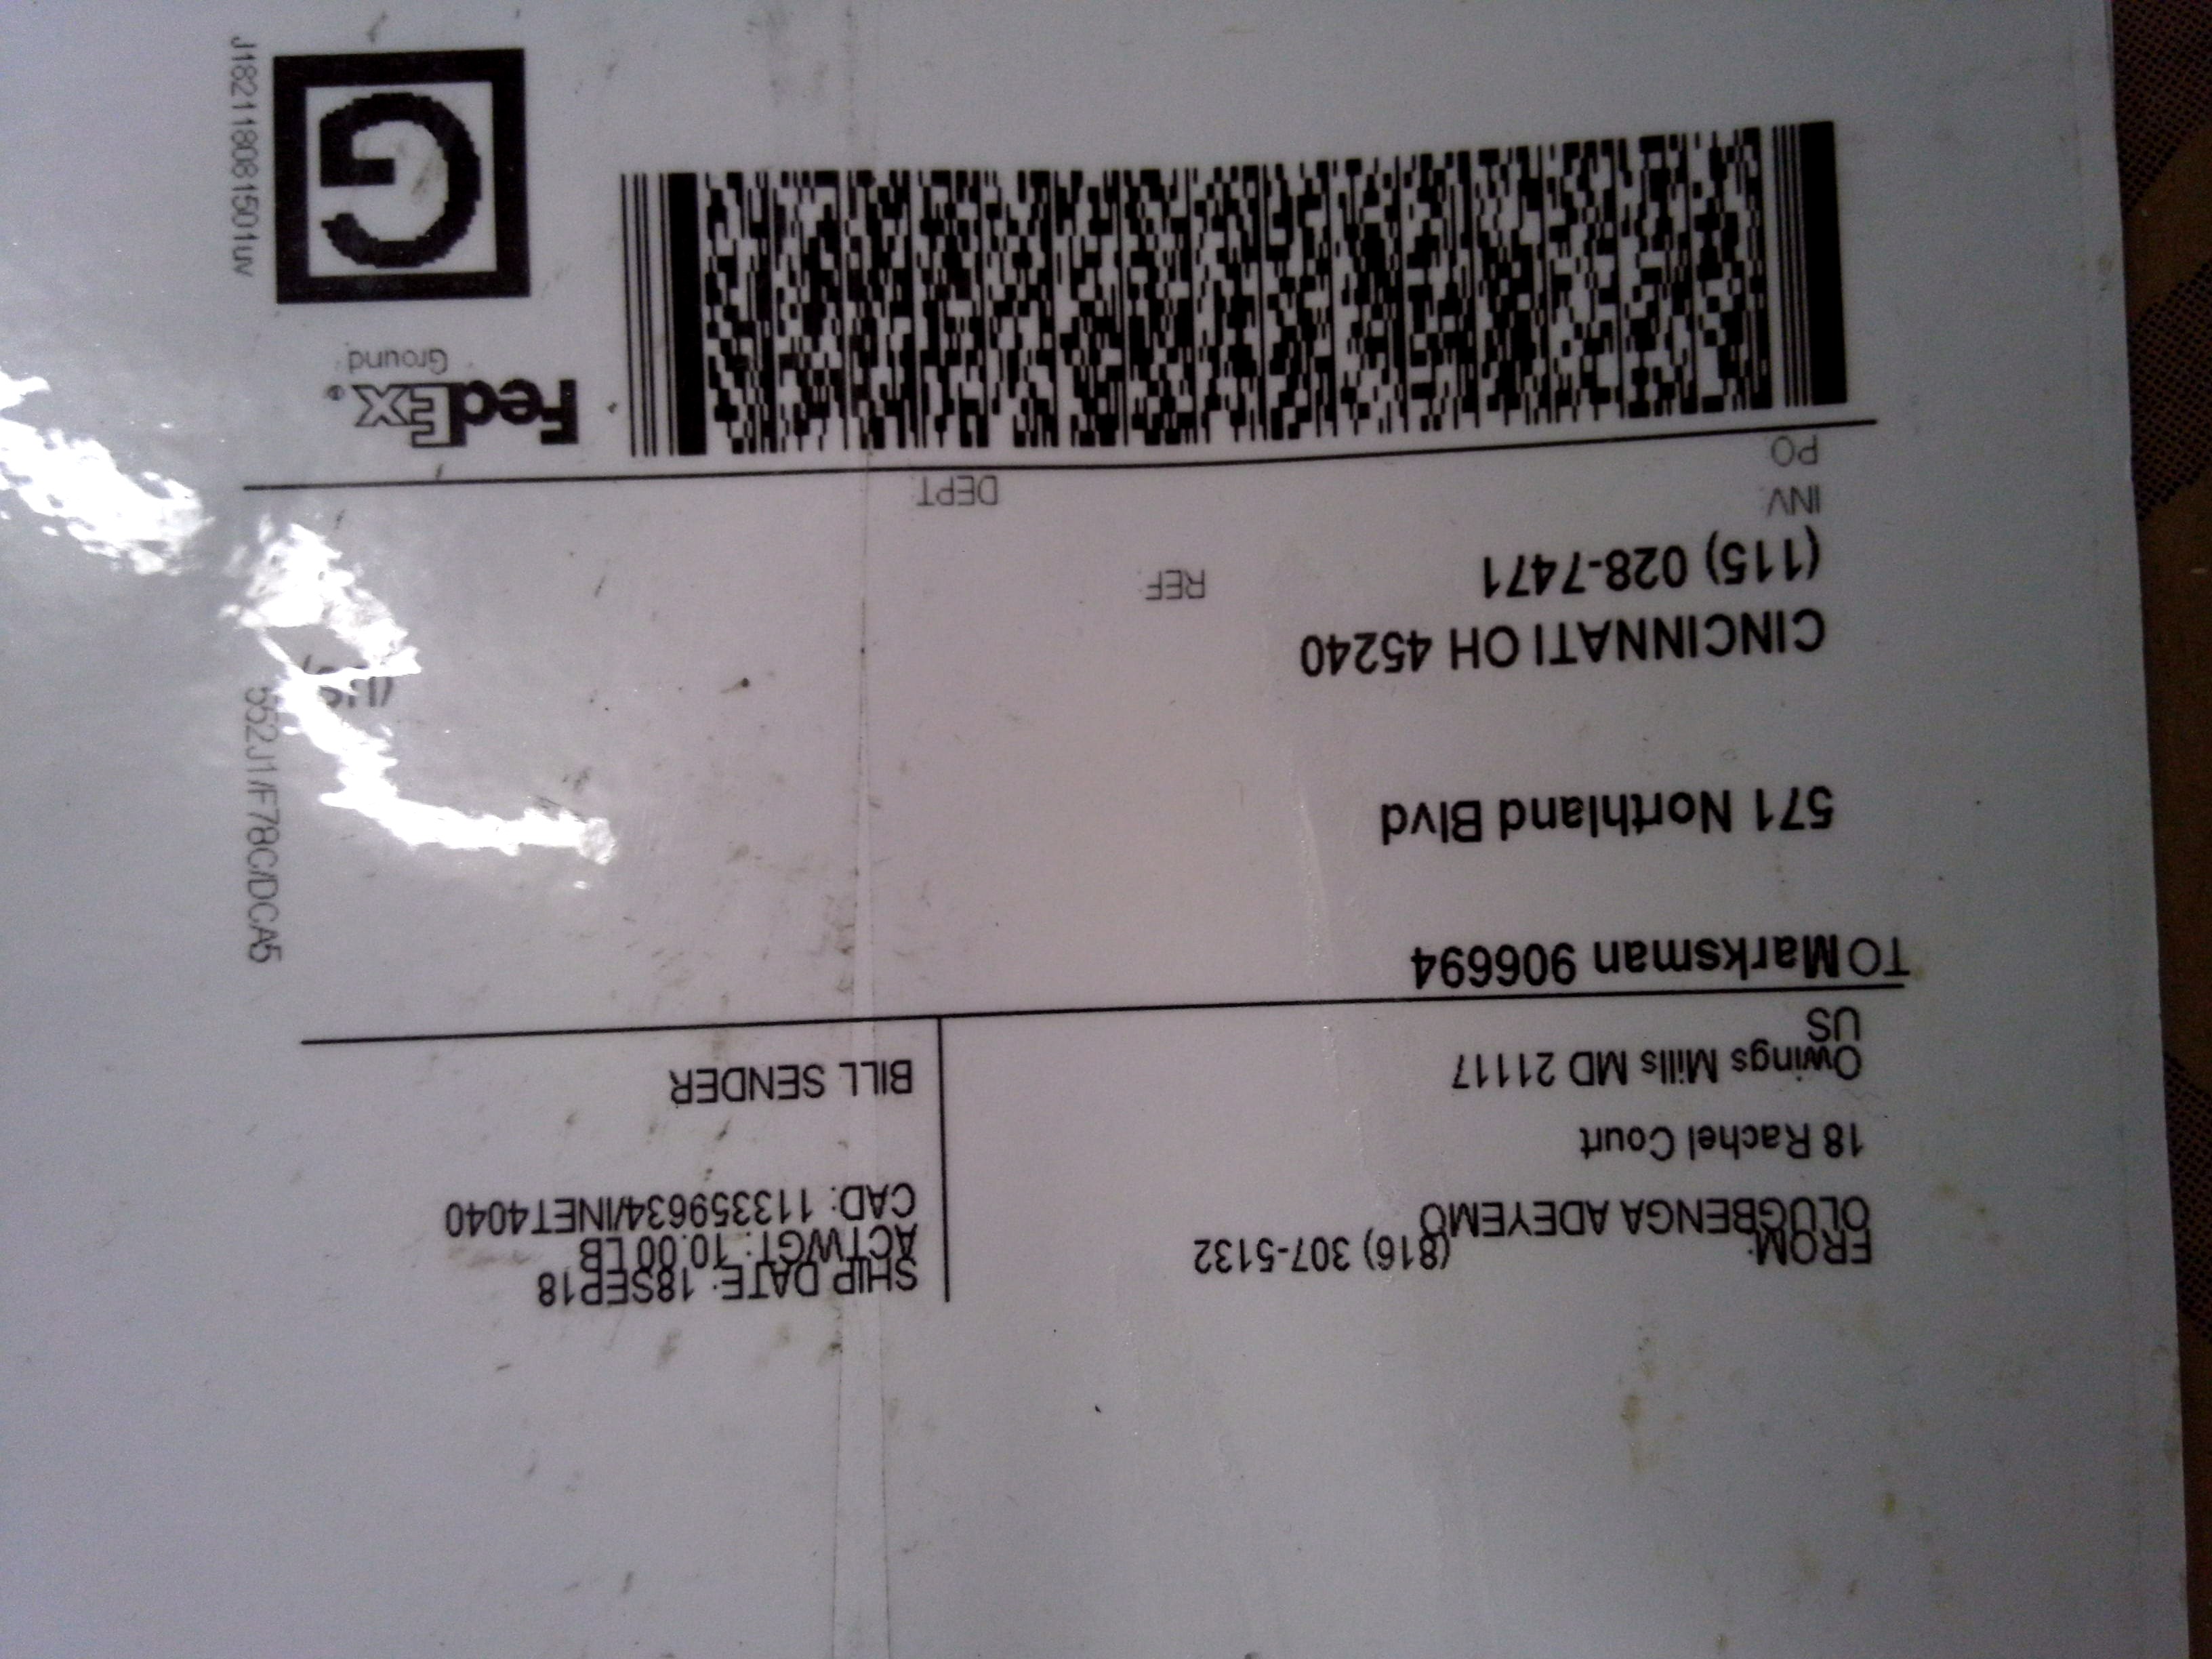 FROM: (816) 307-5132
OLUGBENGA ADEYEMO
18 Rachel Court
Owings Mills MD 21117
US
SHIP DATE: 18SEP18
ACTWGT: 10.00 LB
CAD: 113359634/INET4040
BILL SENDER
TO Marksman 906694
571 Northland Blvd
CINCINNATI OH 45240
(US)
(115) 028-7471
REF:
INV:
PO:
DEPT:
552J1/F78C/DCA5
FedEx®
Ground
G
J182118081501uv